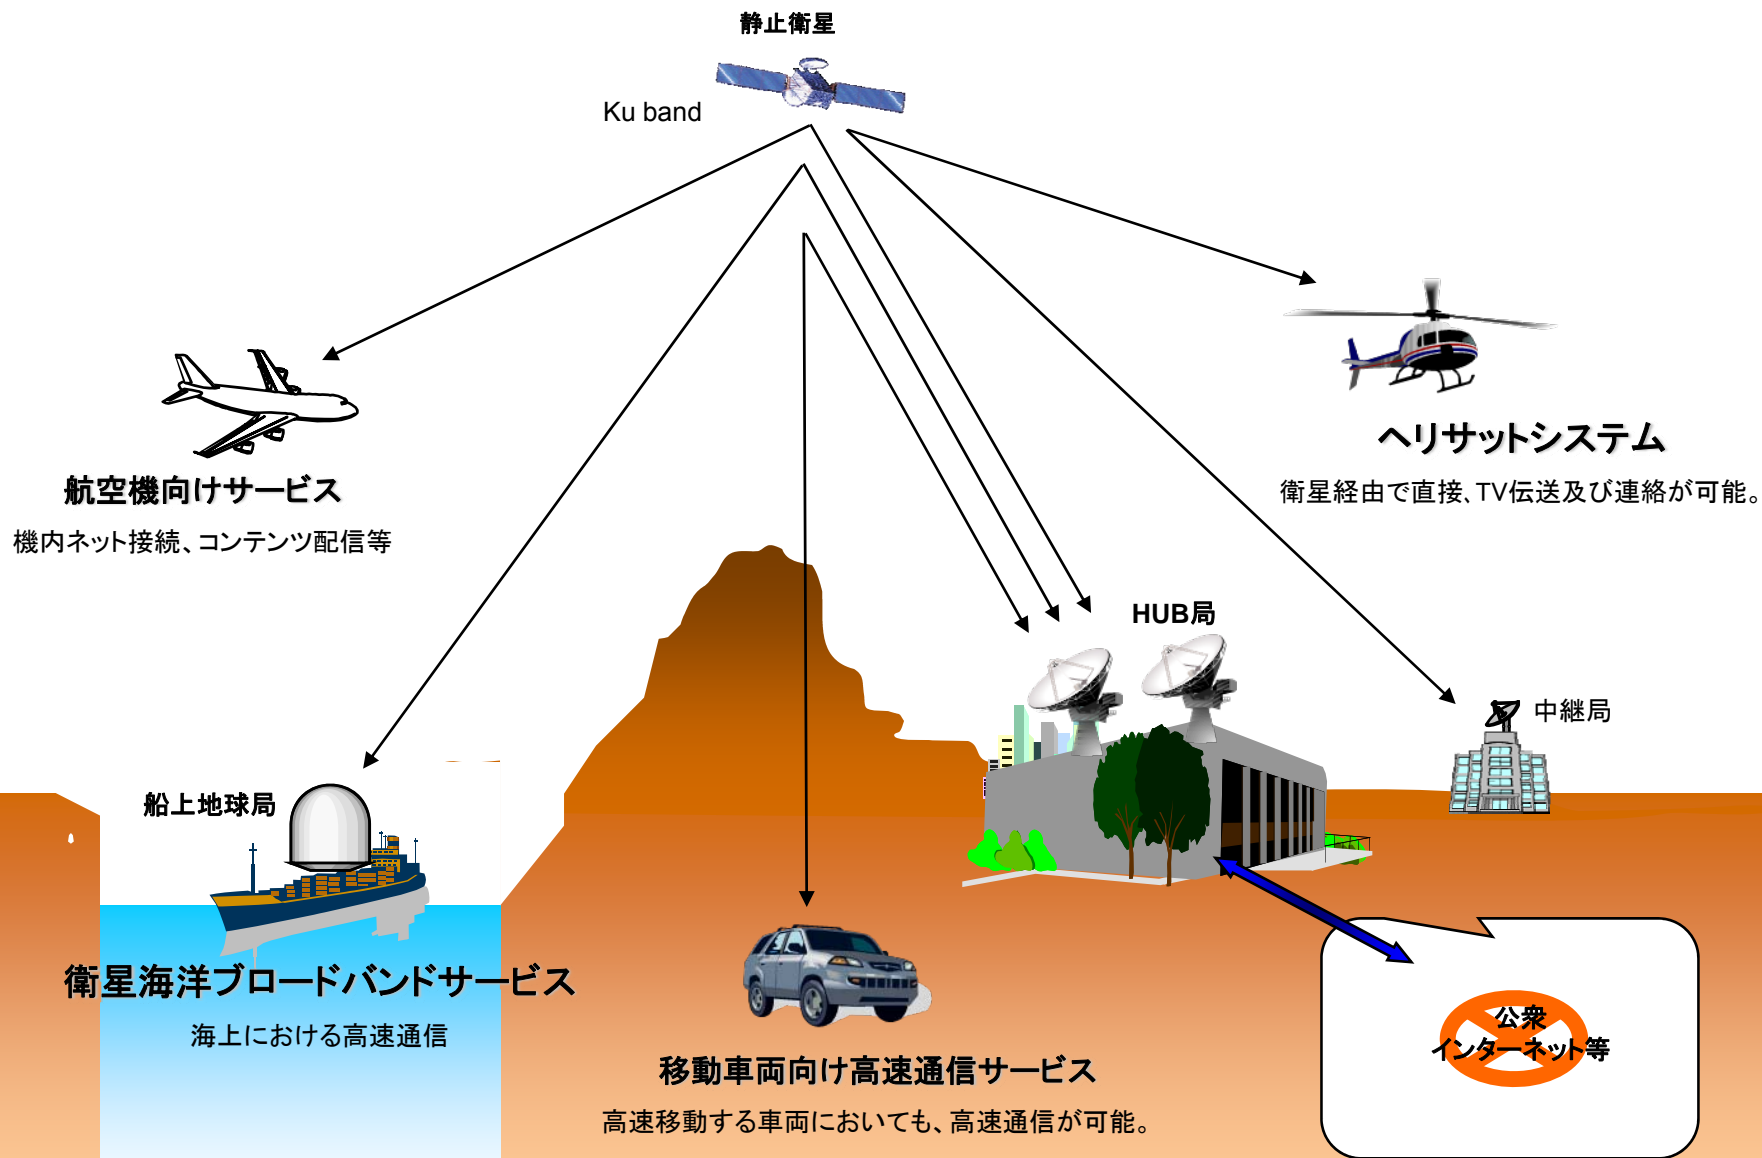 静止衛星
Ku band
航空機向けサービス
機内ネット接続、コンテンツ配信等
ヘリサットシステム
衛星経由で直接、TV伝送及び連絡が可能。
HUB局
中継局
船上地球局
衛星海洋ブロードバンドサービス
海上における高速通信
移動車両向け高速通信サービス
高速移動する車両においても、高速通信が可能。
公衆
インターネット等